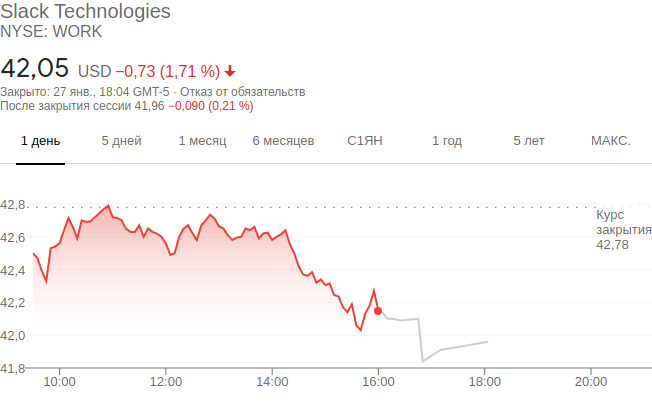 Slack Technologies
NYSE: WORK
42,05 USD −0,73 (1,71 %)
Закрыто: 27 янв., 18:04 GMT-5 · Отказ от обязательств
После закрытия сессии 41,96 −0,090 (0,21 %)
1 день 5 дней 1 месяц 6 месяцев С1ЯН 1 год 5 лет МАКС.
42,8
Курс
закрытия
42,78
42,6
42,4
42,2
42,0
41,8
10:00 12:00 14:00 16:00 18:00 20:00